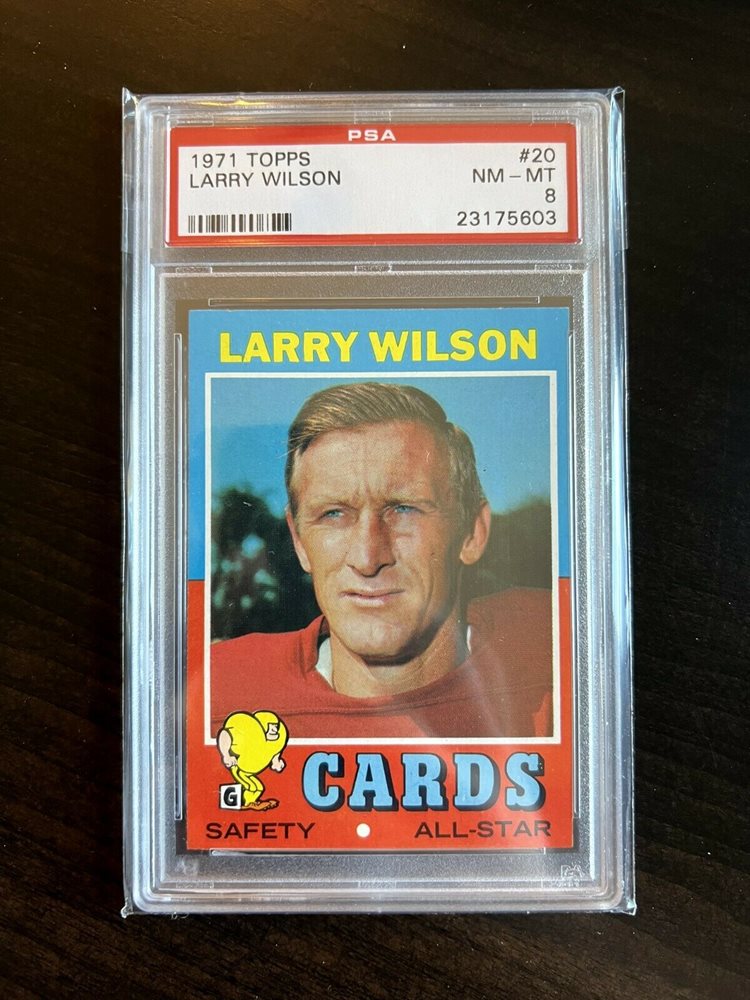 PSA
1971 TOPPS #20
LARRY WILSON NM - MT
8
23175603
LARRY WILSON
G
CARDS
SAFETY ALL-STAR